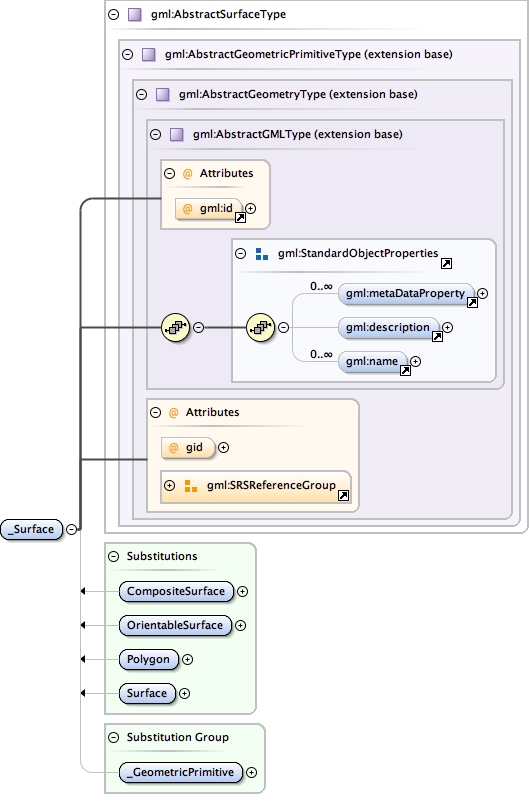 gml:AbstractSurfaceType
gml:AbstractGeometricPrimitiveType (extension base)
gml:AbstractGeometryType (extension base)
gml:AbstractGMLType (extension base)
@ Attributes
@ gml:id
gml:StandardObjectProperties
0..∞
gml:metaDataProperty
gml:description
0..∞
gml:name
@ Attributes
@ gid
gml:SRSReferenceGroup
_Surface
Substitutions
CompositeSurface
OrientableSurface
Polygon
Surface
Substitution Group
_GeometricPrimitive